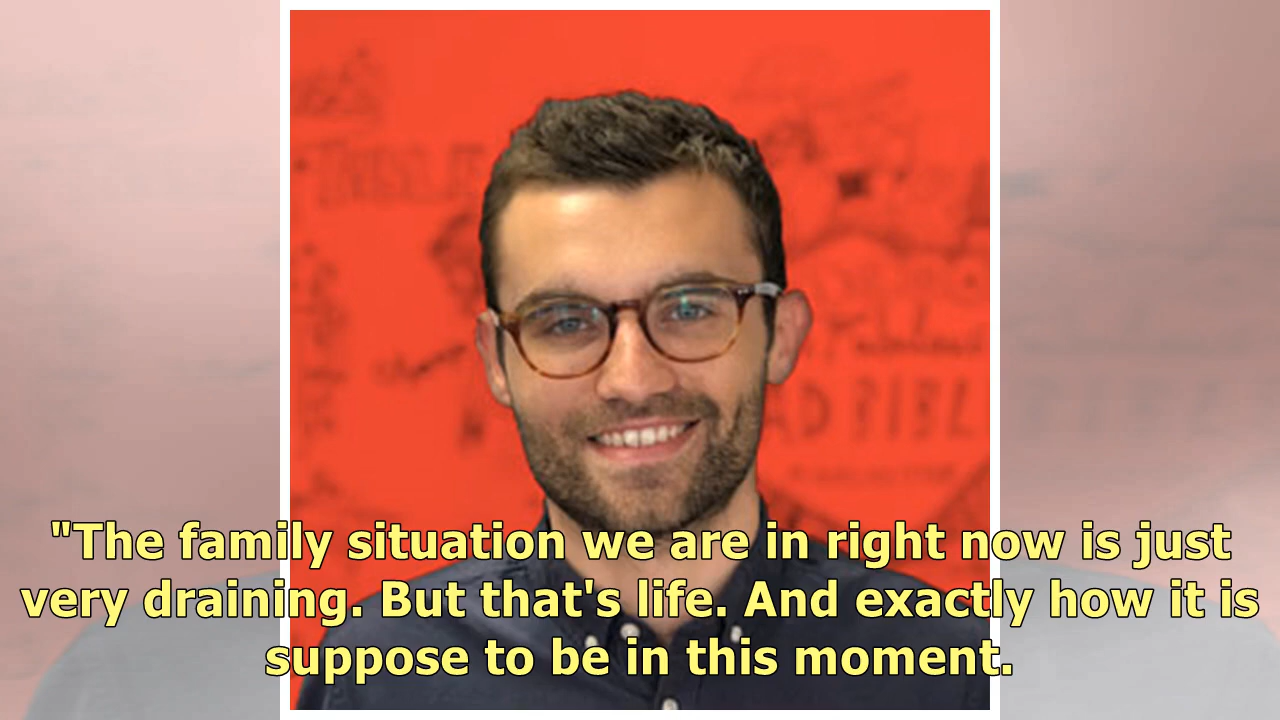 "The family situation we are in right now is just
very draining. But that's life. And exactly how it is
suppose to be in this moment.